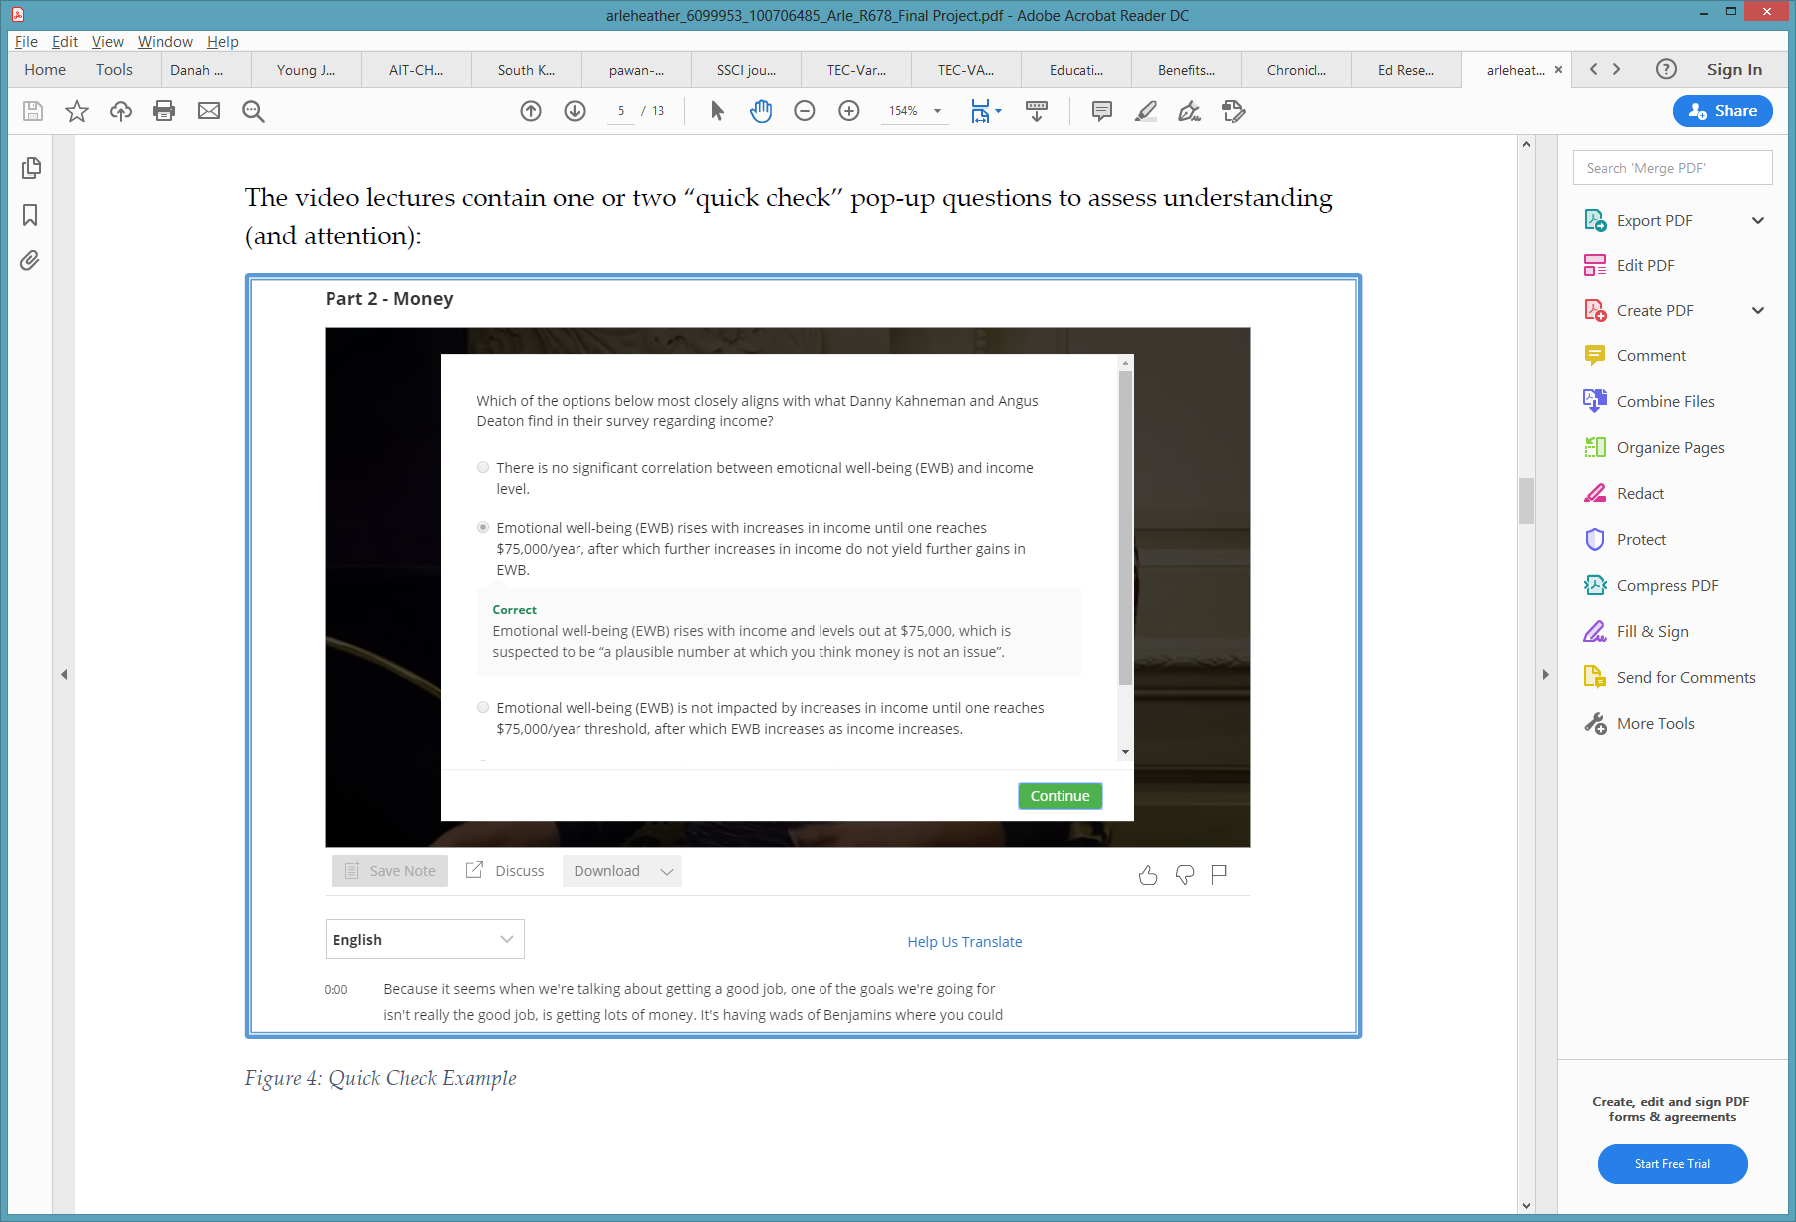 arleheather_6099953_100706485_Arle_R678_Final Project.pdf - Adobe Acrobat Reader DC
File Edit View Window Help
Home Tools Danah ... Young J... AIT-CH... South K... pawan-... SSCI jou... TEC-Var... TEC-VA... Educati... Benefits... Chronicl... Ed Rese... arleheat... × Sign In
5 / 13 154% Share
The video lectures contain one or two “quick check” pop-up questions to assess understanding
(and attention):
Part 2 - Money
Which of the options below most closely aligns with what Danny Kahneman and Angus
Deaton find in their survey regarding income?
There is no significant correlation between emotional well-being (EWB) and income
level.
Emotional well-being (EWB) rises with increases in income until one reaches
$75,000/year, after which further increases in income do not yield further gains in
EWB.
Correct
Emotional well-being (EWB) rises with income and levels out at $75,000, which is
suspected to be “a plausible number at which you think money is not an issue”.
Emotional well-being (EWB) is not impacted by increases in income until one reaches
$75,000/year threshold, after which EWB increases as income increases.
Continue
Save Note Discuss Download
English Help Us Translate
0:00 Because it seems when we're talking about getting a good job, one of the goals we're going for
isn't really the good job, is getting lots of money. It's having wads of Benjamins where you could
Figure 4: Quick Check Example
Search 'Merge PDF'
Export PDF
Edit PDF
Create PDF
Comment
Combine Files
Organize Pages
Redact
Protect
Compress PDF
Fill & Sign
Send for Comments
More Tools
Create, edit and sign PDF
forms & agreements
Start Free Trial